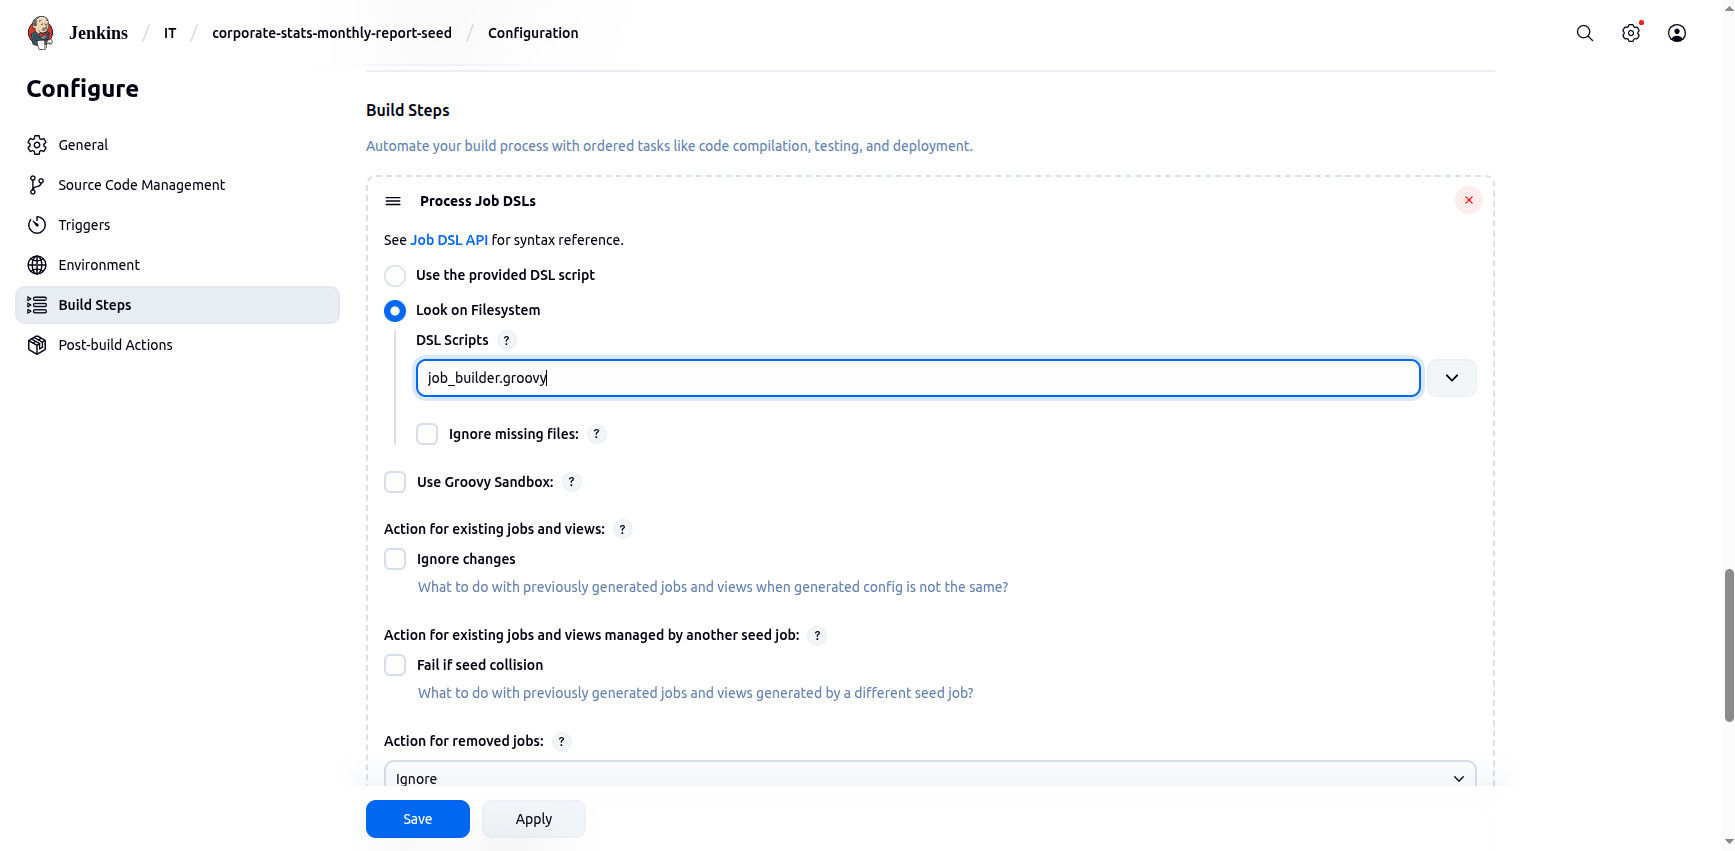 Jenkins / IT / corporate-stats-monthly-report-seed / Configuration
Configure
General
Source Code Management
Triggers
Environment
Build Steps
Post-build Actions
Build Steps
Automate your build process with ordered tasks like code compilation, testing, and deployment.
Process Job DSLs
See Job DSL API for syntax reference.
Use the provided DSL script
Look on Filesystem
DSL Scripts ?
job_builder.groovy
Ignore missing files: ?
Use Groovy Sandbox: ?
Action for existing jobs and views: ?
Ignore changes
What to do with previously generated jobs and views when generated config is not the same?
Action for existing jobs and views managed by another seed job: ?
Fail if seed collision
What to do with previously generated jobs and views generated by a different seed job?
Action for removed jobs: ?
Ignore
Save
Apply